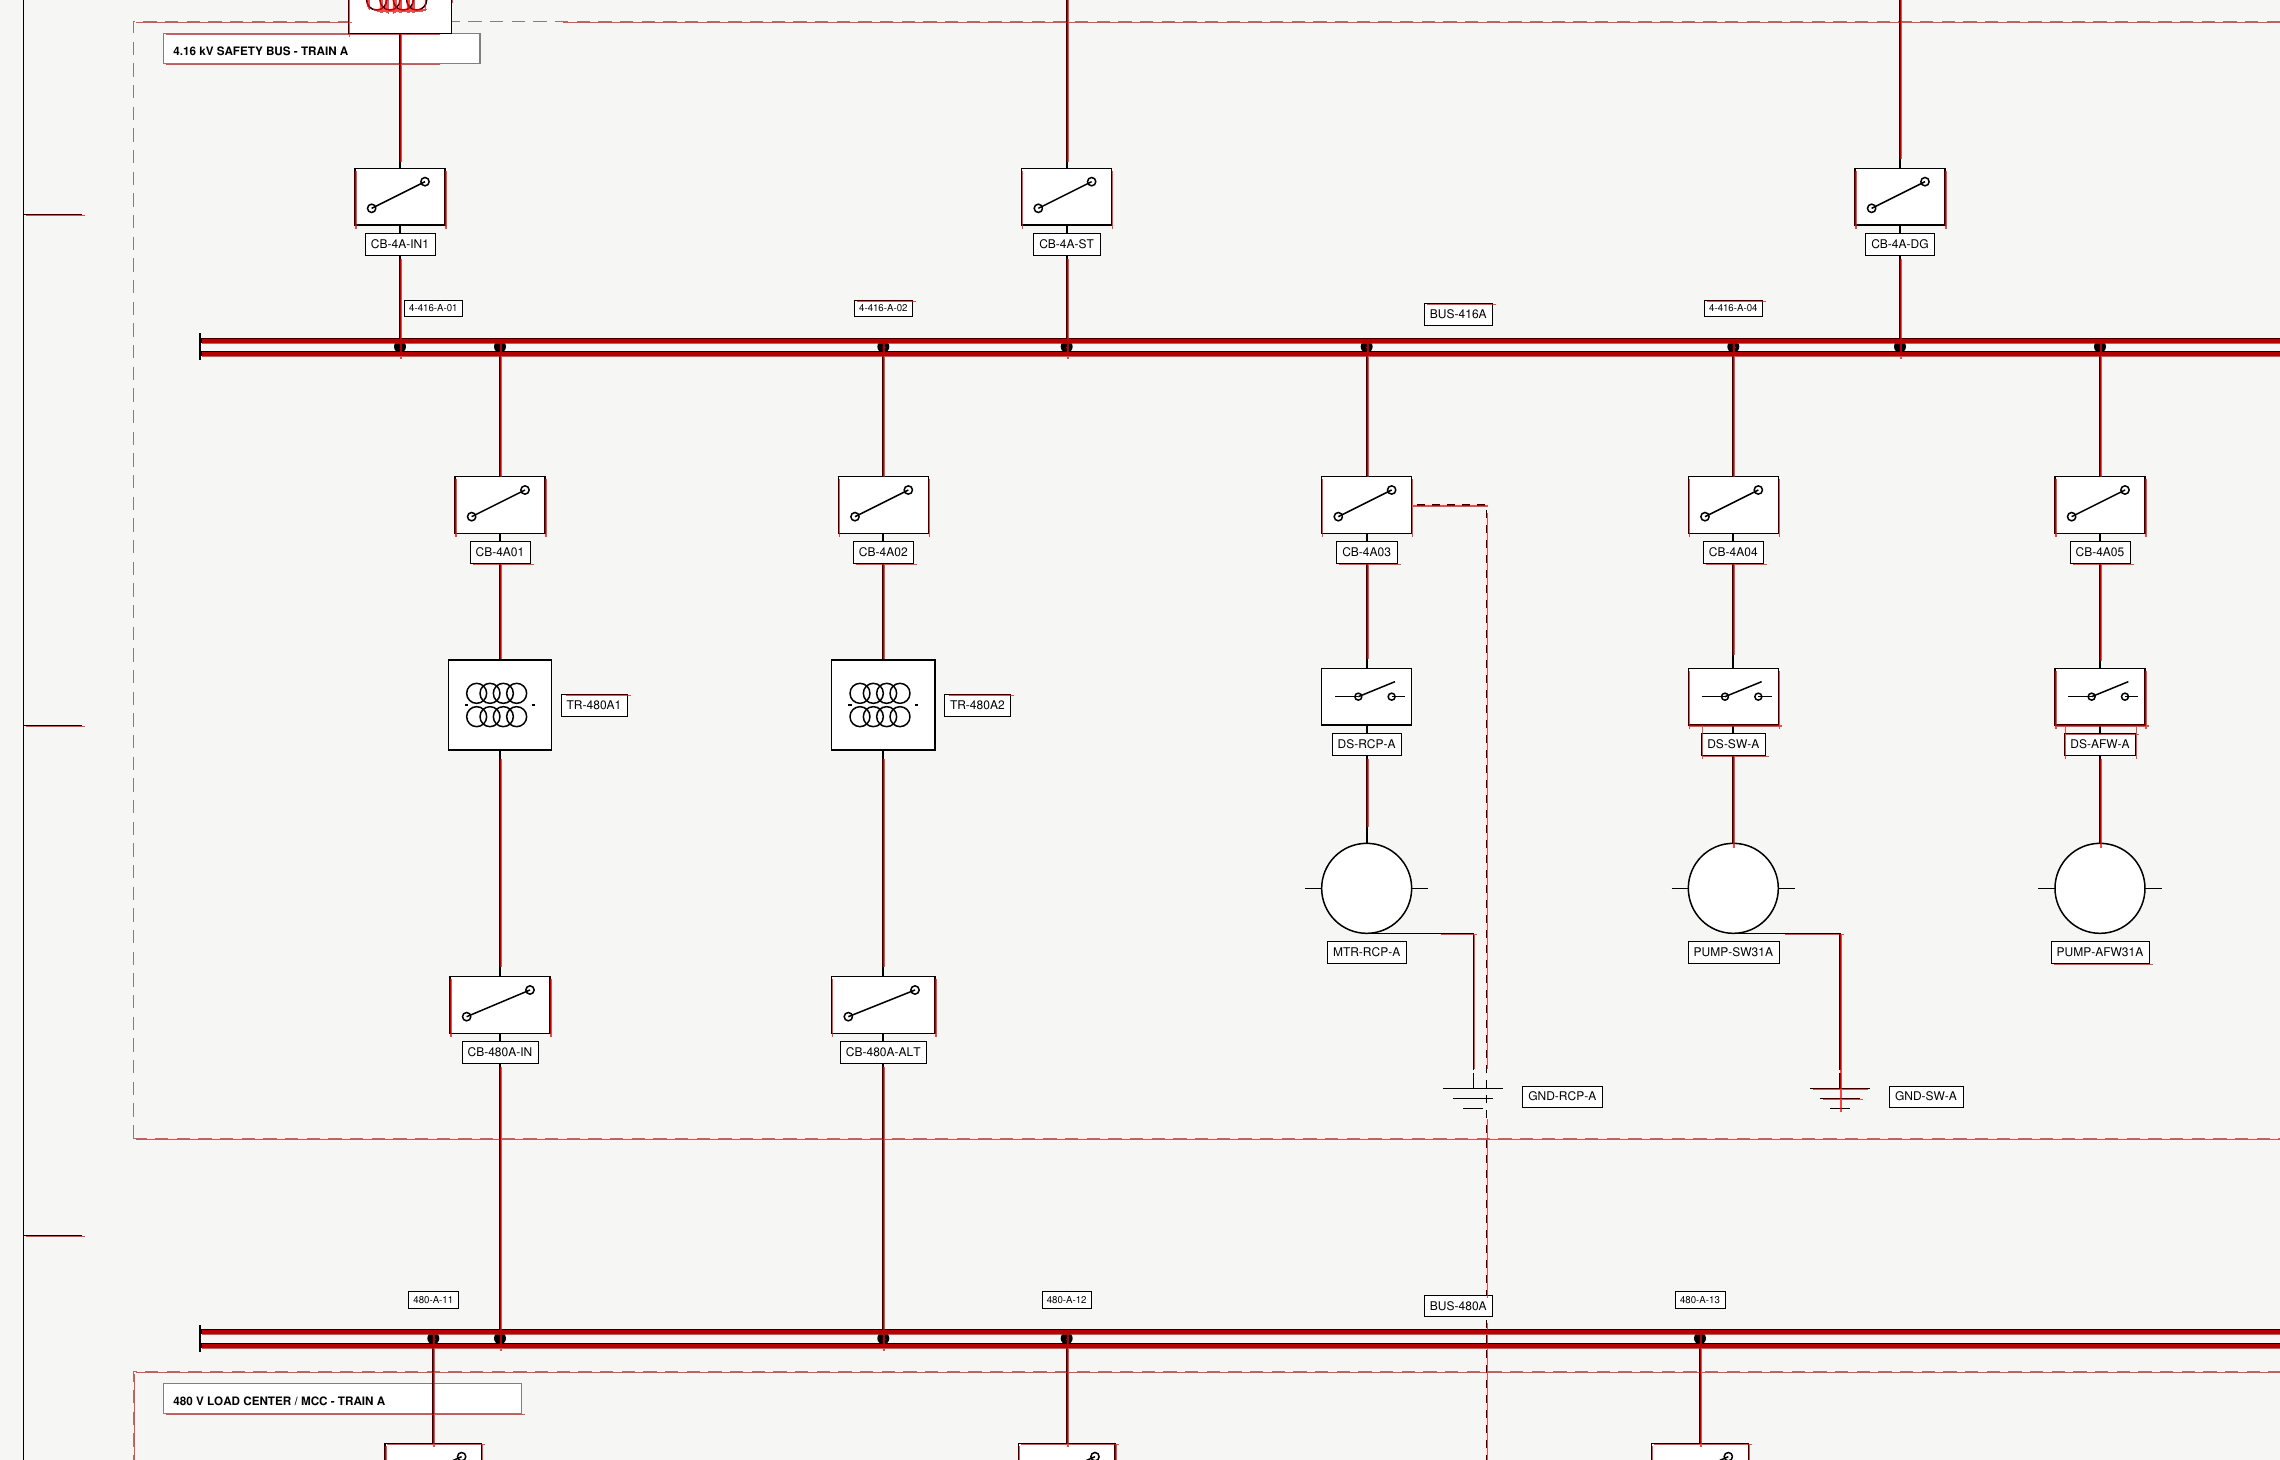 4.16 kV SAFETY BUS - TRAIN A
CB-4A-IN1
CB-4A-ST
CB-4A-DG
4-416-A-01
4-416-A-02
BUS-416A
4-416-A-04
CB-4A01
CB-4A02
CB-4A03
CB-4A04
CB-4A05
TR-480A1
TR-480A2
DS-RCP-A
DS-SW-A
DS-AFW-A
MTR-RCP-A
PUMP-SW31A
PUMP-AFW31A
CB-480A-IN
CB-480A-ALT
GND-RCP-A
GND-SW-A
480-A-11
480-A-12
BUS-480A
480-A-13
480 V LOAD CENTER / MCC - TRAIN A